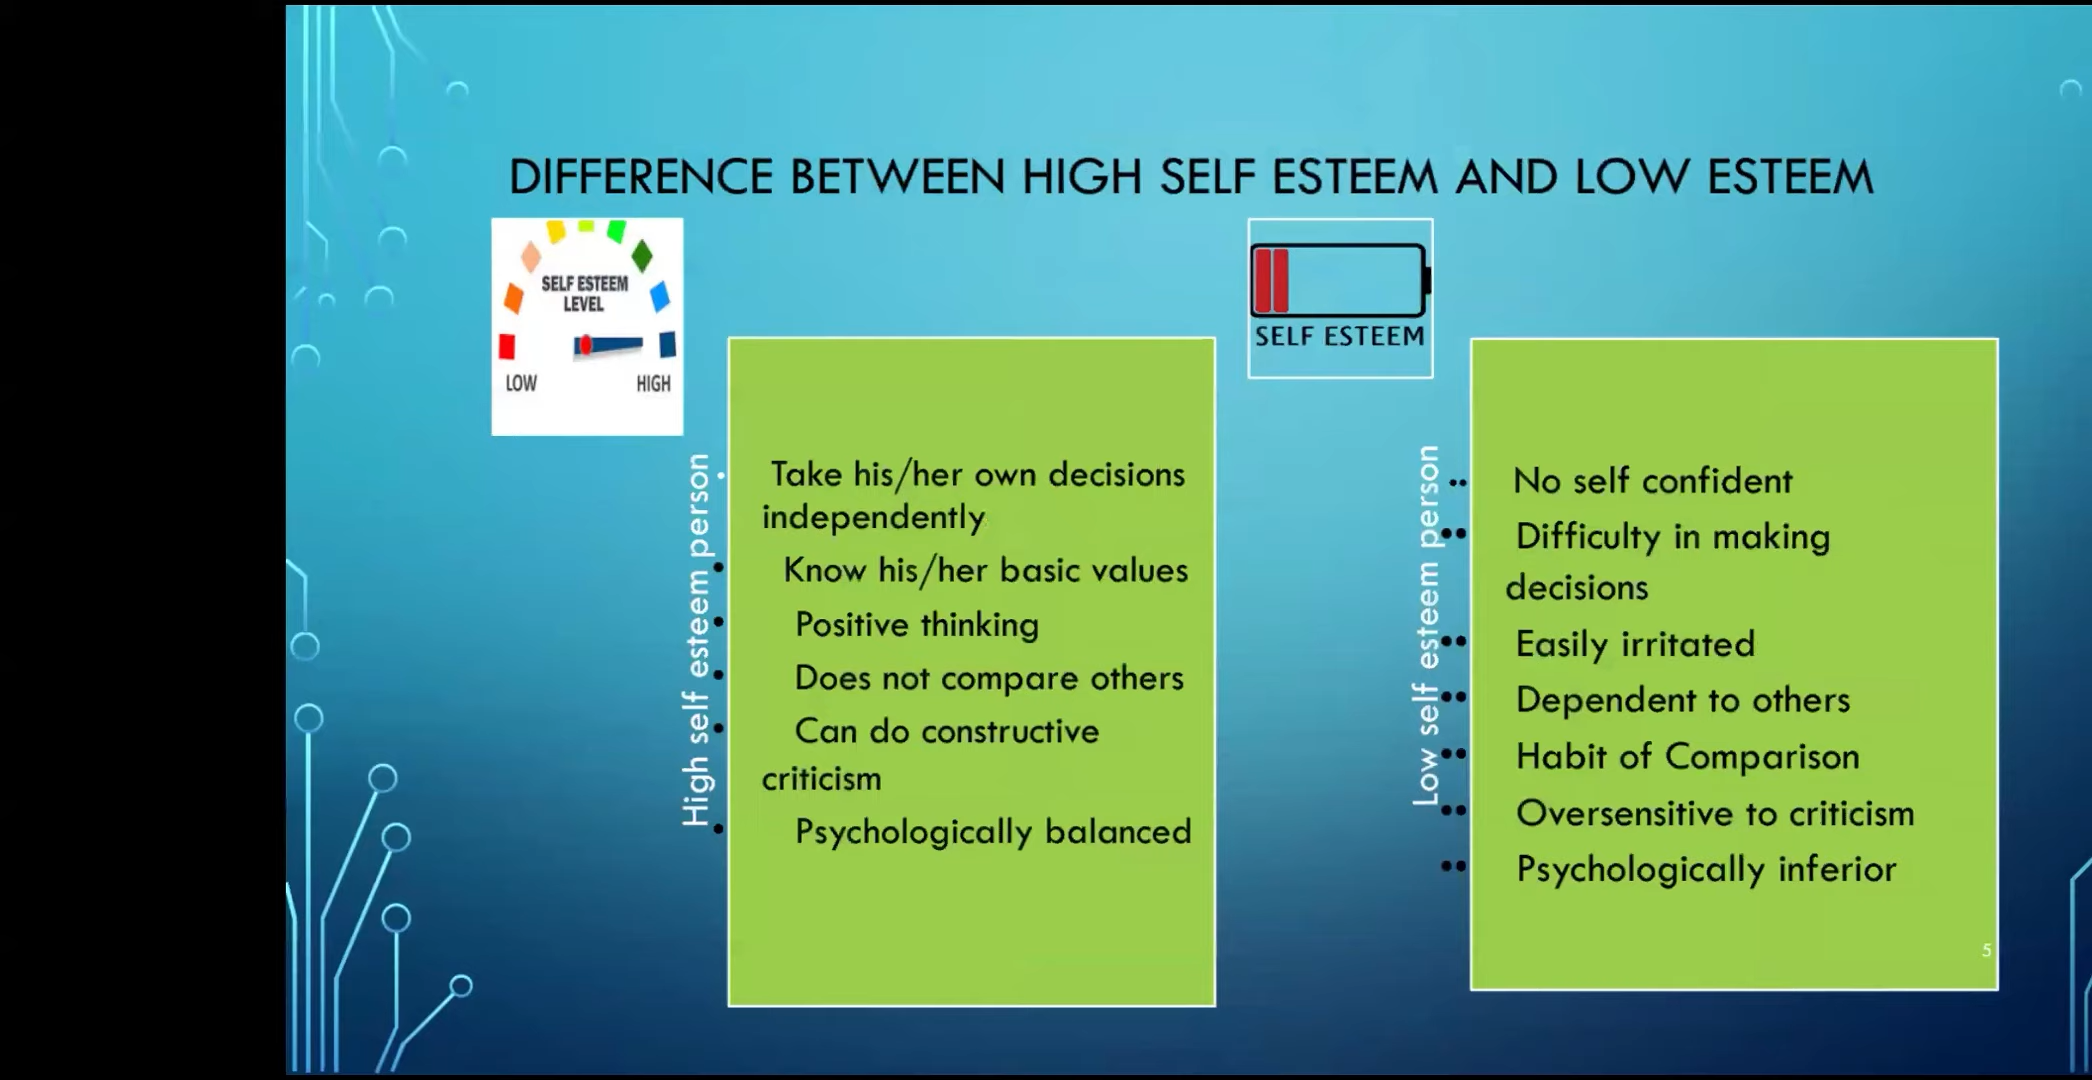 DIFFERENCE BETWEEN HIGH SELF ESTEEM AND LOW ESTEEM
SELF ESTEEM
LEVEL
LOW
HIGH
High self esteem person
• Take his/her own decisions
independently
• Know his/her basic values
• Positive thinking
• Does not compare others
• Can do constructive
criticism
• Psychologically balanced
SELF ESTEEM
Low self esteem person
•• No self confident
•• Difficulty in making
decisions
•• Easily irritated
•• Dependent to others
•• Habit of Comparison
•• Oversensitive to criticism
•• Psychologically inferior
5